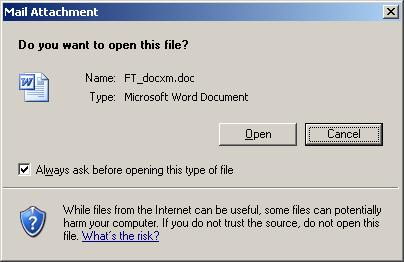 Mail Attachment
Do you want to open this file?
Name: FT_docxm.doc
Type: Microsoft Word Document
Open Cancel
Always ask before opening this type of file
While files from the Internet can be useful, some files can potentially
harm your computer. If you do not trust the source, do not open this
file. What's the risk?